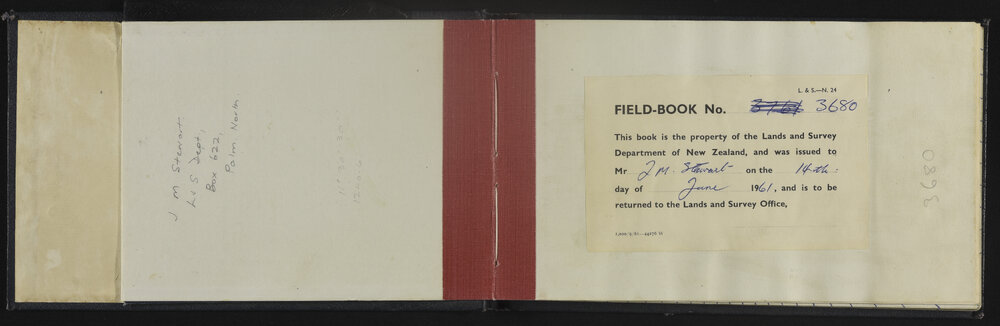 J M Stewart
L & S Dept,
Box 622,
Palm North.
L. & S.—N. 24
FIELD-BOOK No. 3680
This book is the property of the Lands and Survey
Department of New Zealand, and was issued to
Mr J M. Stewart on the 14th:
day of June 1961, and is to be
returned to the Lands and Survey Office,
3680